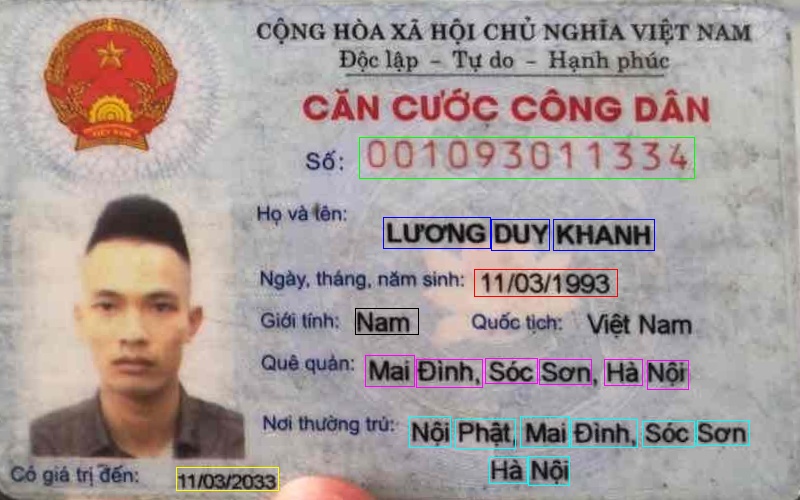 CỘNG HÒA XÃ HỘI CHỦ NGHĨA VIỆT NAM
Độc lập - Tự do - Hạnh phúc
CĂN CƯỚC CÔNG DÂN
Số: 001093011334
Họ và tên: LƯƠNG DUY KHANH
Ngày, tháng, năm sinh: 11/03/1993
Giới tính: Nam Quốc tịch: Việt Nam
Quê quán: Mai Đình, Sóc Sơn, Hà Nội
Nơi thường trú: Nội Phật, Mai Đình, Sóc Sơn
Hà Nội
Có giá trị đến: 11/03/2033
VIỆT NAM